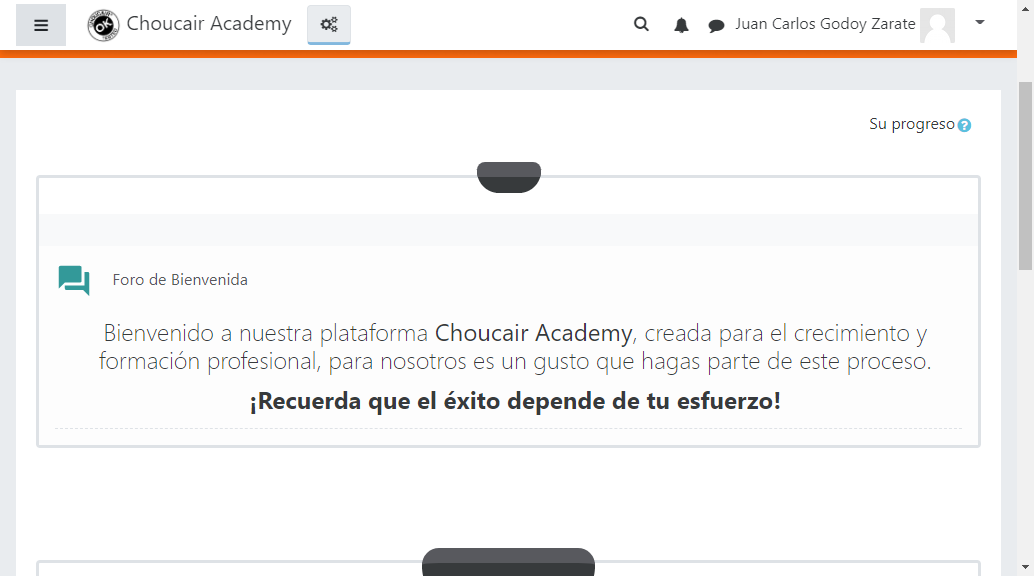 Choucair Academy
Juan Carlos Godoy Zarate
Su progreso
Foro de Bienvenida
Bienvenido a nuestra plataforma Choucair Academy, creada para el crecimiento y
formación profesional, para nosotros es un gusto que hagas parte de este proceso.
¡Recuerda que el éxito depende de tu esfuerzo!